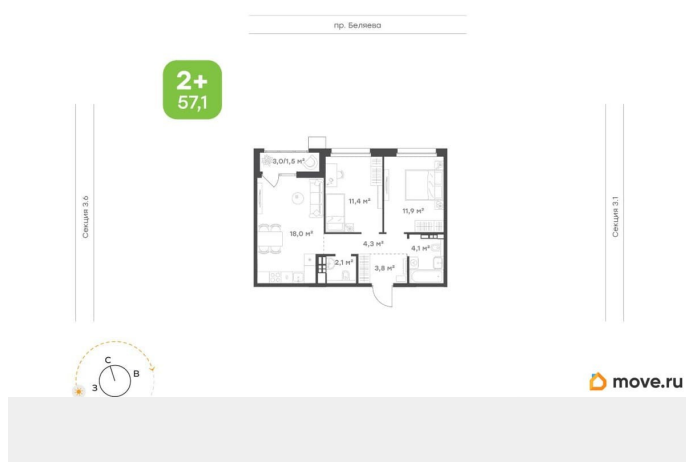 пр. Беляева
2+
57,1
Секция 3.6
Секция 3.1
3,0/1,5 м²
11,4 м²
11,9 м²
18,0 м²
4,3 м²
4,1 м²
2,1 м²
3,8 м²
С
В
З
move.ru